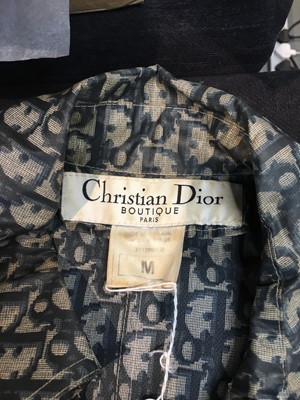 Christian Dior
BOUTIQUE
PARIS
M